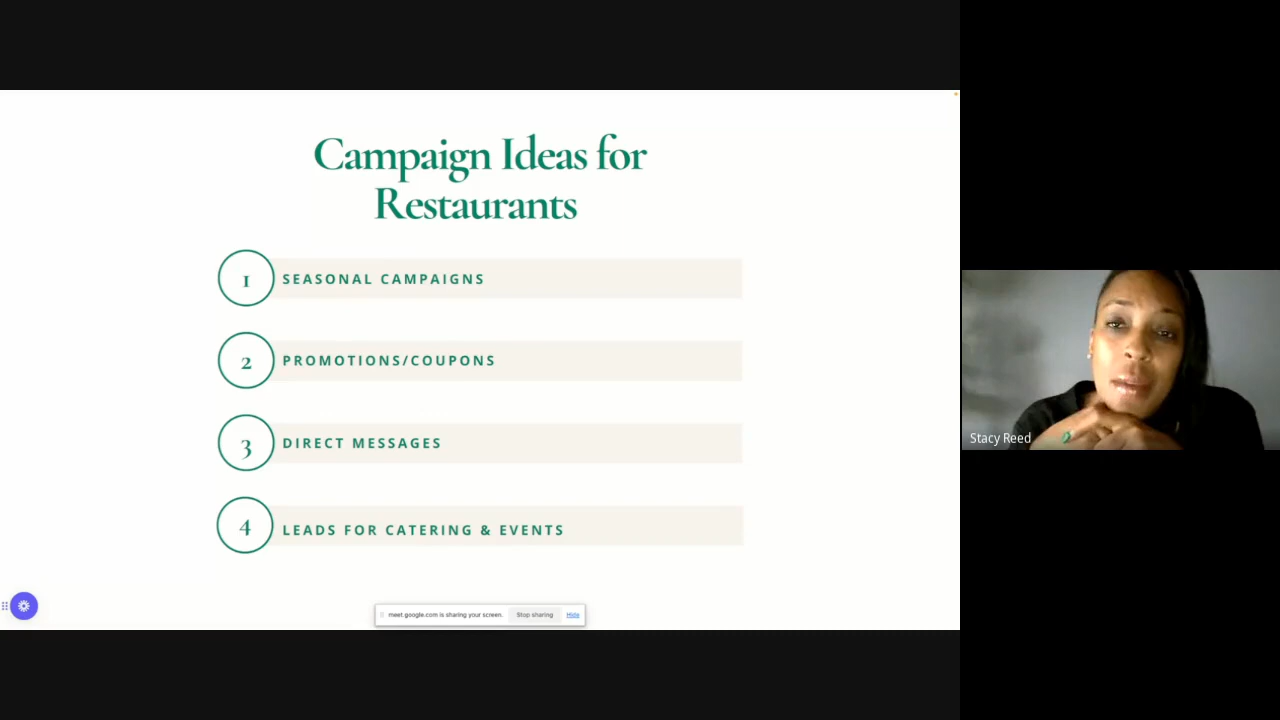 Campaign Ideas for
Restaurants
1 SEASONAL CAMPAIGNS
2 PROMOTIONS/COUPONS
3 DIRECT MESSAGES
4 LEADS FOR CATERING & EVENTS
meet.google.com is sharing your screen. Stop sharing Hide
Stacy Reed